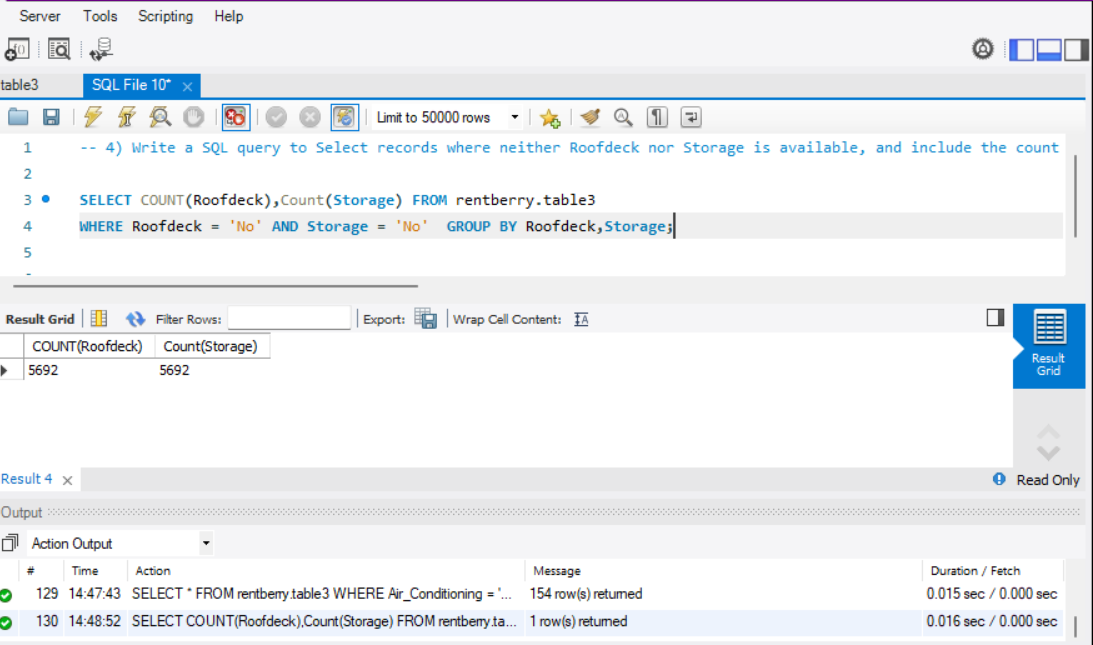 Server Tools Scripting Help
table3 SQL File 10* ×
Limit to 50000 rows
1 -- 4) Write a SQL query to Select records where neither Roofdeck nor Storage is available, and include the count
2
3 SELECT COUNT(Roofdeck),Count(Storage) FROM rentberry.table3
4 WHERE Roofdeck = 'No' AND Storage = 'No' GROUP BY Roofdeck,Storage;
5
Result Grid Filter Rows: Export: Wrap Cell Content: IA
COUNT(Roofdeck) Count(Storage)
5692 5692
Result
Grid
Result 4 × Read Only
Output
Action Output
# Time Action Message Duration / Fetch
129 14:47:43 SELECT * FROM rentberry.table3 WHERE Air_Conditioning = '... 154 row(s) returned 0.015 sec / 0.000 sec
130 14:48:52 SELECT COUNT(Roofdeck),Count(Storage) FROM rentberry.ta... 1 row(s) returned 0.016 sec / 0.000 sec